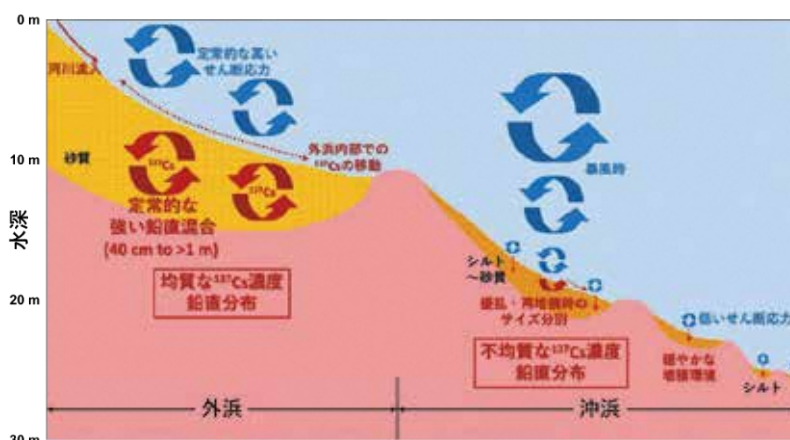 0 m
河川流入
定常的な高い
せん断応力
10 m
砂質
¹³⁷Cs
¹³⁷Cs
外浜内部での
¹³⁷Csの移動
暴風時
定常的な
強い鉛直混合
(40 cm to >1 m)
水深
均質な¹³⁷Cs濃度
鉛直分布
シルト
～砂質
20 m
擾乱・再堆積時の
サイズ分別
低いせん断応力
不均質な¹³⁷Cs濃度
鉛直分布
緩やかな
堆積環境
シルト
外浜
沖浜
30 m